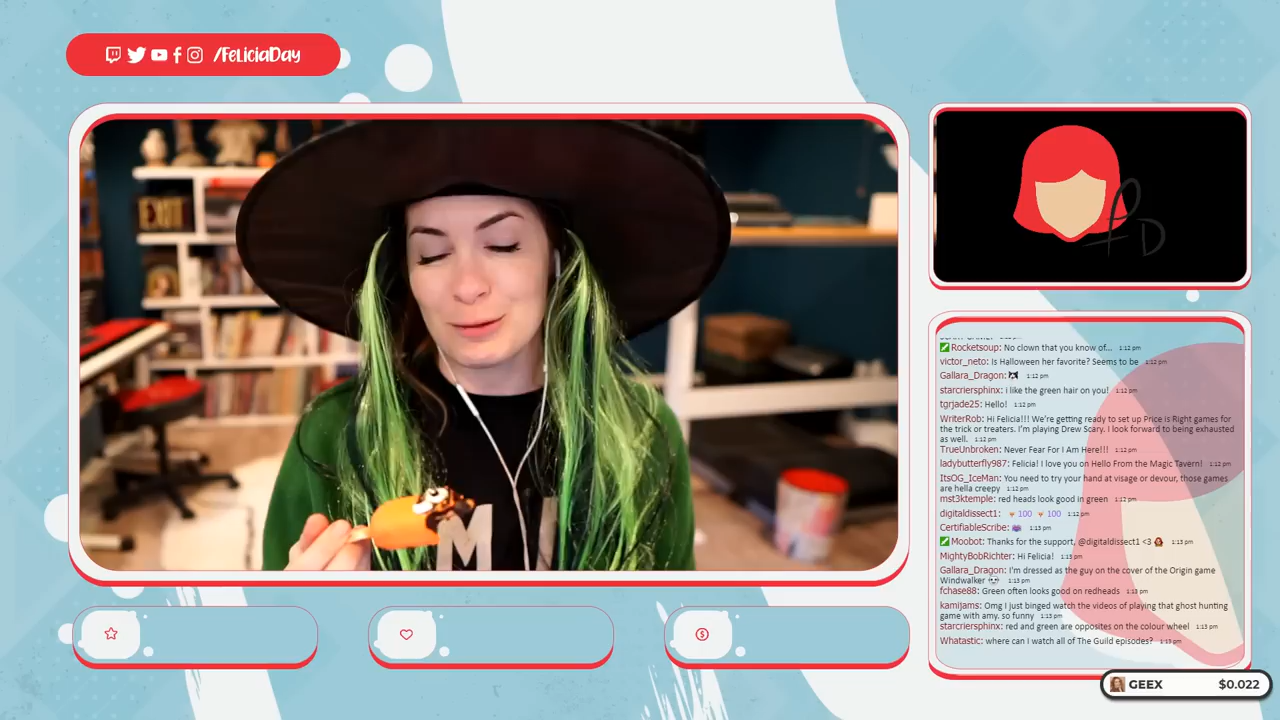 /FeliciaDay
EXIT
M
Rocketsoup: No clown that you know of... 1:12 pm
victor_neto: Is Halloween her favorite? Seems to be 1:12 pm
Gallara_Dragon: 1:12 pm
starcriersphinx: i like the green hair on you! 1:12 pm
tgrjade25: Hello! 1:12 pm
WriterRob: Hi Felicia!!! We're getting ready to set up Price is Right games for
the trick or treaters. I'm playing Drew Scary. I look forward to being exhausted
as well. 1:12 pm
TrueUnbroken: Never Fear For I Am Here!!! 1:12 pm
ladybutterfly987: Felicia! I love you on Hello From the Magic Tavern! 1:12 pm
ItsOG_IceMan: You need to try your hand at visage or devour, those games
are hella creepy 1:12 pm
mst3ktemple: red heads look good in green 1:12 pm
digitaldissect1: 100 100 1:12 pm
CertifiableScribe: 1:13 pm
Moobot: Thanks for the support, @digitaldissect1 <3 1:13 pm
MightyBobRichter: Hi Felicia! 1:13 pm
Gallara_Dragon: I'm dressed as the guy on the cover of the Origin game
Windwalker 1:13 pm
fchase88: Green often looks good on redheads 1:13 pm
kamijams: Omg I just binged watch the videos of playing that ghost hunting
game with amy. so funny 1:13 pm
starcriersphinx: red and green are opposites on the colour wheel 1:13 pm
Whatastic: where can I watch all of The Guild episodes? 1:13 pm
GEEX $0.022